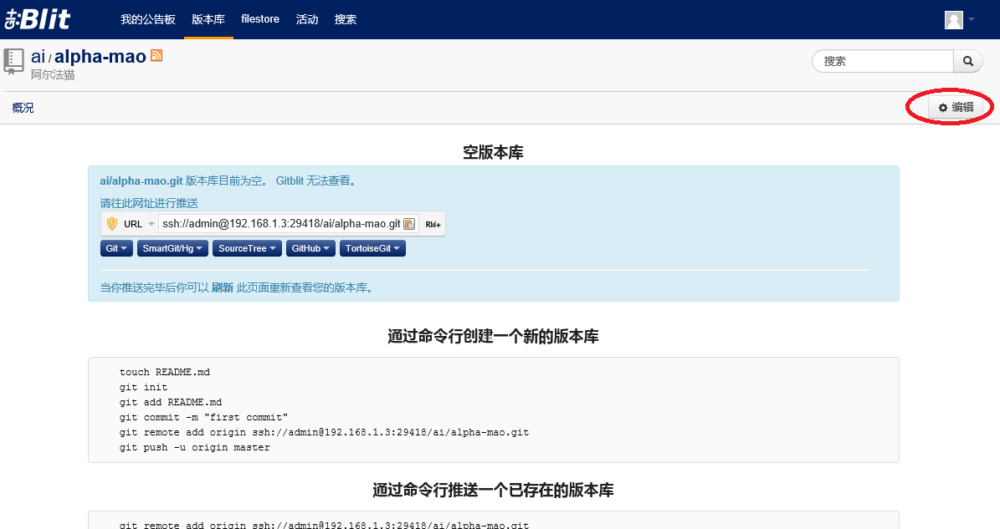 git:Blit
我的公告板 版本库 filestore 活动 搜索
ai / alpha-mao
阿尔法猫
搜索
概况
编辑
空版本库
ai/alpha-mao.git 版本库目前为空。 Gitblit 无法查看。
请往此网址进行推送
URL ssh://admin@192.168.1.3:29418/ai/alpha-mao.git RW+
Git SmartGit/Hg SourceTree GitHub TortoiseGit
当你推送完毕后你可以 刷新 此页面重新查看您的版本库。
通过命令行创建一个新的版本库
touch README.md
git init
git add README.md
git commit -m "first commit"
git remote add origin ssh://admin@192.168.1.3:29418/ai/alpha-mao.git
git push -u origin master
通过命令行推送一个已存在的版本库
git remote add origin ssh://admin@192.168.1.3:29418/ai/alpha-mao.git